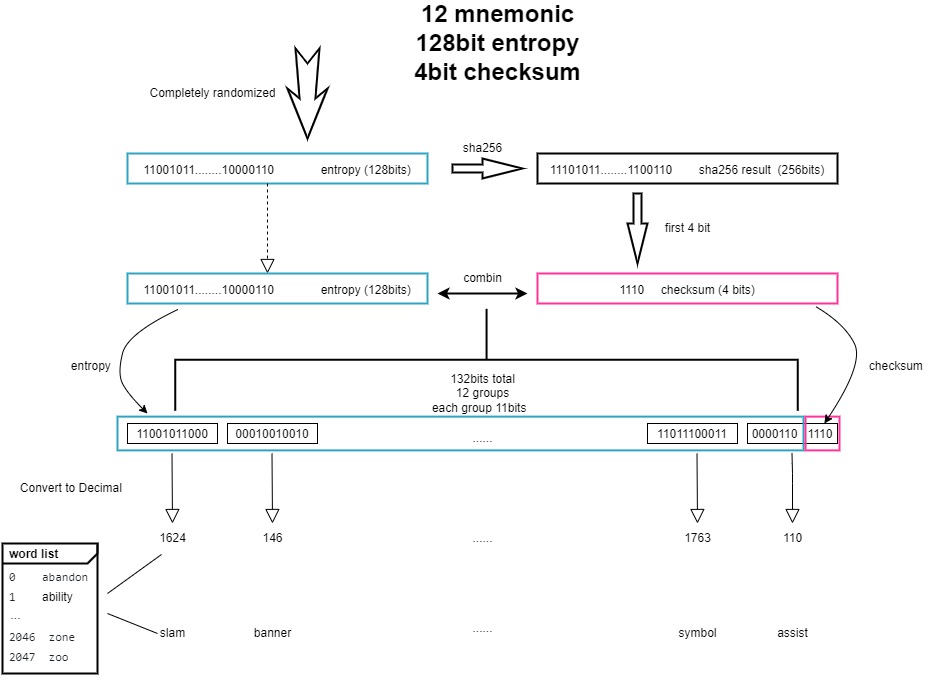 12 mnemonic
128bit entropy
4bit checksum
Completely randomized
11001011........10000110 entropy (128bits)
sha256
11101011........1100110 sha256 result (256bits)
first 4 bit
11001011........10000110 entropy (128bits)
combin
1110 checksum (4 bits)
entropy
checksum
132bits total
12 groups
each group 11bits
11001011000 00010010010 ...... 11011100011 0000110 1110
Convert to Decimal
1624 146 ...... 1763 110
word list
0 abandon
1 ability
...
2046 zone
2047 zoo
slam banner ...... symbol assist